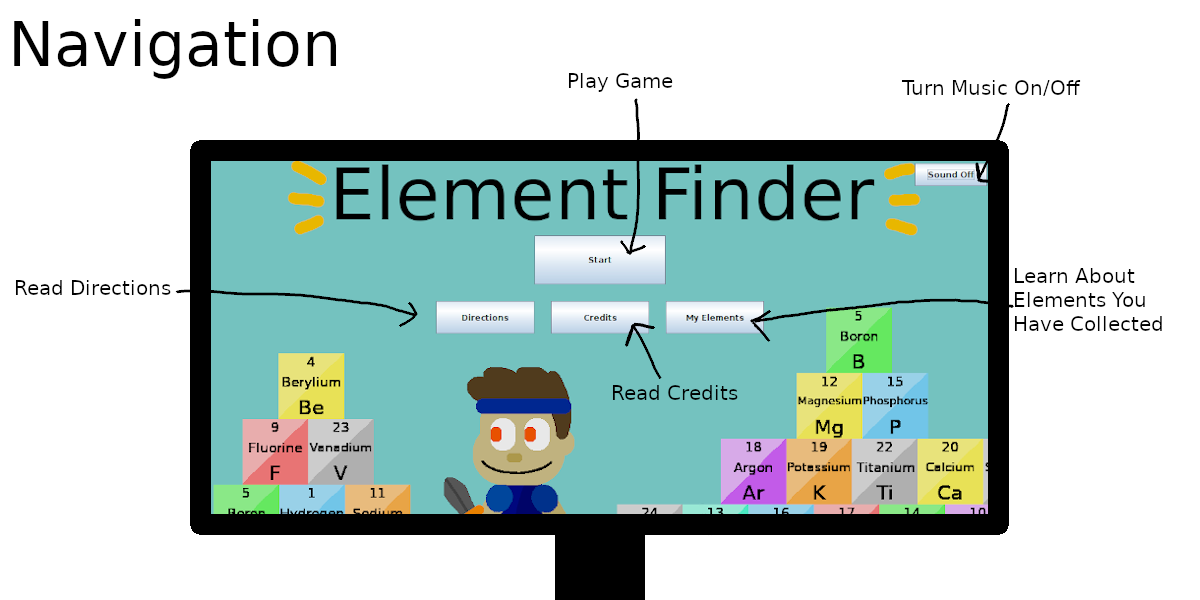 Navigation
Play Game
Turn Music On/Off
Element Finder
Sound Off
Start
Read Directions
Learn About
Elements You
Have Collected
Directions
Credits
My Elements
Read Credits
5
Boron
B
4
Berylium
Be
12
Magnesium
Mg
15
Phosphorus
P
9
Fluorine
F
23
Vanadium
V
18
Argon
Ar
19
Potassium
K
22
Titanium
Ti
20
Calcium
Ca
5
Boron
1
Hydrogen
11
Sodium
24
13
16
17
14
10